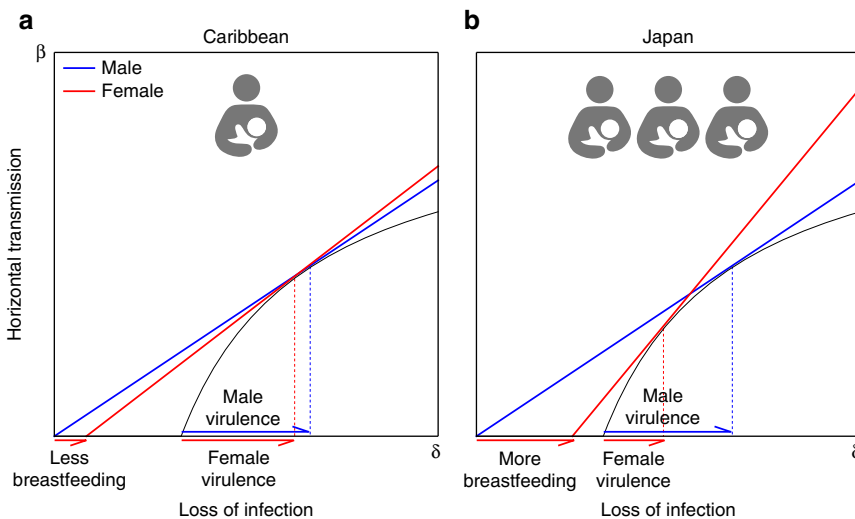 a
Caribbean
β
Male
Female
Horizontal transmission
Male
virulence
δ
Less
breastfeeding
Female
virulence
Loss of infection
b
Japan
Male
virulence
δ
More
breastfeeding
Female
virulence
Loss of infection